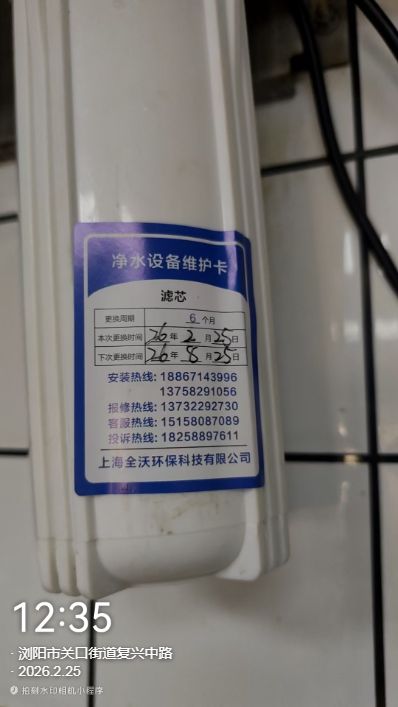 净水设备维护卡
滤芯
更换周期 6 个月
本次更换时间 26 年 2 月 25 日
下次更换时间 26 年 8 月 25 日
安装热线: 18867143996
13758291056
报修热线: 13732292730
客服热线: 15158087089
投诉热线: 18258897611
上海全沃环保科技有限公司
12:35
· 浏阳市关口街道复兴中路
· 2026.2.25
拍刻水印相机小程序